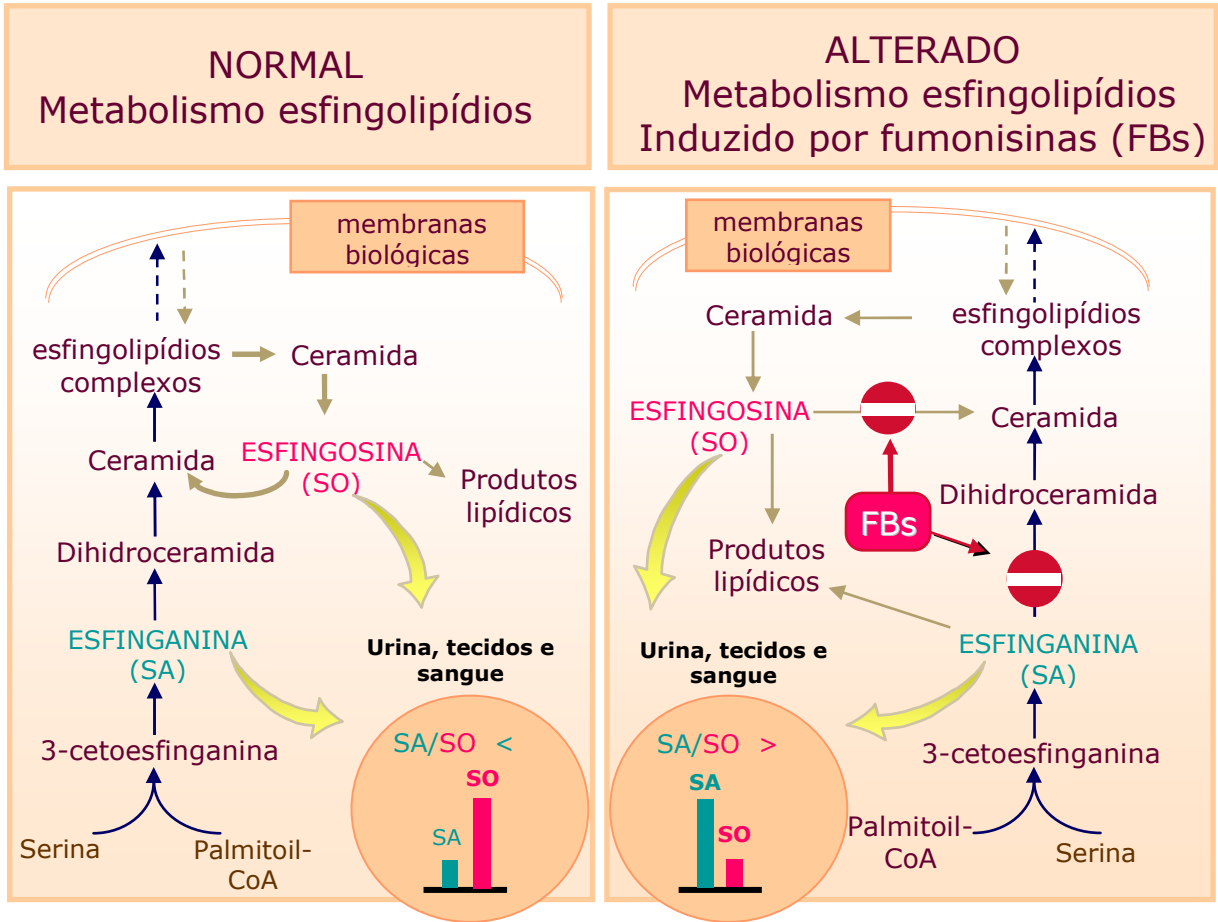 NORMAL
Metabolismo esfingolipídios
ALTERADO
Metabolismo esfingolipídios
Induzido por fumonisinas (FBs)
membranas
biológicas
esfingolipídios
complexos
Ceramida
ESFINGOSINA
(SO)
Ceramida
Produtos
lipídicos
Dihidroceramida
ESFINGANINA
(SA)
Urina, tecidos e
sangue
3-cetoesfinganina
SA/SO <
SO
SA
Serina
Palmitoil-
CoA
membranas
biológicas
Ceramida
esfingolipídios
complexos
ESFINGOSINA
(SO)
Ceramida
Dihidroceramida
FBs
Produtos
lipídicos
Urina, tecidos e
sangue
ESFINGANINA
(SA)
SA/SO >
SA
SO
3-cetoesfinganina
Palmitoil-
CoA
Serina